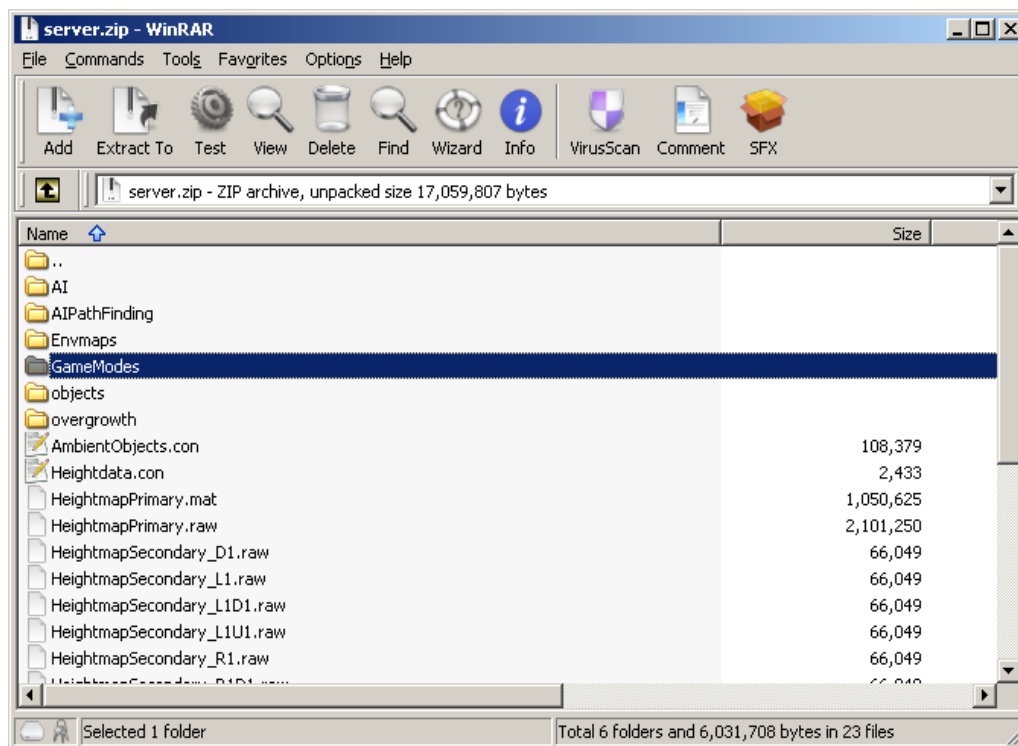 server.zip - WinRAR
File Commands Tools Favorites Options Help
Add Extract To Test View Delete Find Wizard Info VirusScan Comment SFX
server.zip - ZIP archive, unpacked size 17,059,807 bytes
Name Size
..
AI
AIPathFinding
Envmaps
GameModes
objects
overgrowth
AmbientObjects.con 108,379
Heightdata.con 2,433
HeightmapPrimary.mat 1,050,625
HeightmapPrimary.raw 2,101,250
HeightmapSecondary_D1.raw 66,049
HeightmapSecondary_L1.raw 66,049
HeightmapSecondary_L1D1.raw 66,049
HeightmapSecondary_L1U1.raw 66,049
HeightmapSecondary_R1.raw 66,049
Selected 1 folder Total 6 folders and 6,031,708 bytes in 23 files